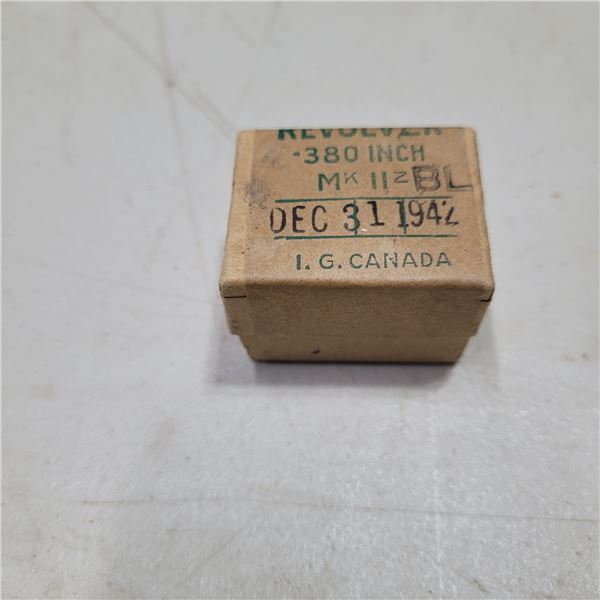 REVOLVER
·380 INCH
MK IIZ BL
DEC 31 1942
I. G. CANADA